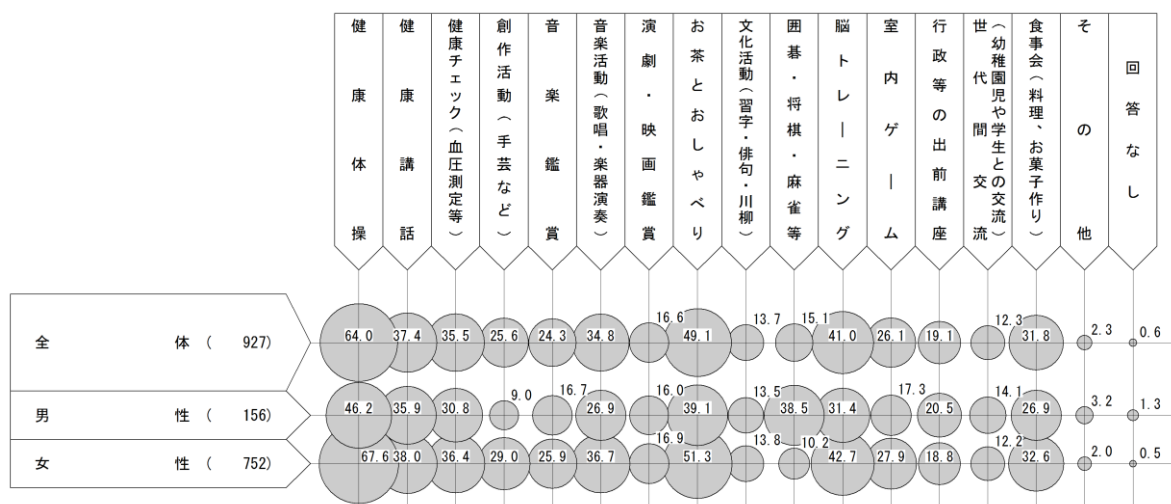 健康体操
健康講話
健康チェック（血圧測定等）
創作活動（手芸など）
音楽鑑賞
音楽活動（歌唱・楽器演奏）
演劇・映画鑑賞
お茶とおしゃべり
文化活動（習字・俳句・川柳）
囲碁・将棋・麻雀等
脳トレーニング
室内ゲーム
行政等の出前講座
世代間交流
（幼稚園児や学生との交流）
食事会（料理、お菓子作り）
その他
回答なし
全体（ 927） 64.0 37.4 35.5 25.6 24.3 34.8 16.6 49.1 13.7 15.1 41.0 26.1 19.1 12.3 31.8 2.3 0.6
男性（ 156） 46.2 35.9 30.8 9.0 16.7 26.9 16.0 39.1 13.5 38.5 31.4 17.3 20.5 14.1 26.9 3.2 1.3
女性（ 752） 67.6 38.0 36.4 29.0 25.9 36.7 16.9 51.3 13.8 10.2 42.7 27.9 18.8 12.2 32.6 2.0 0.5